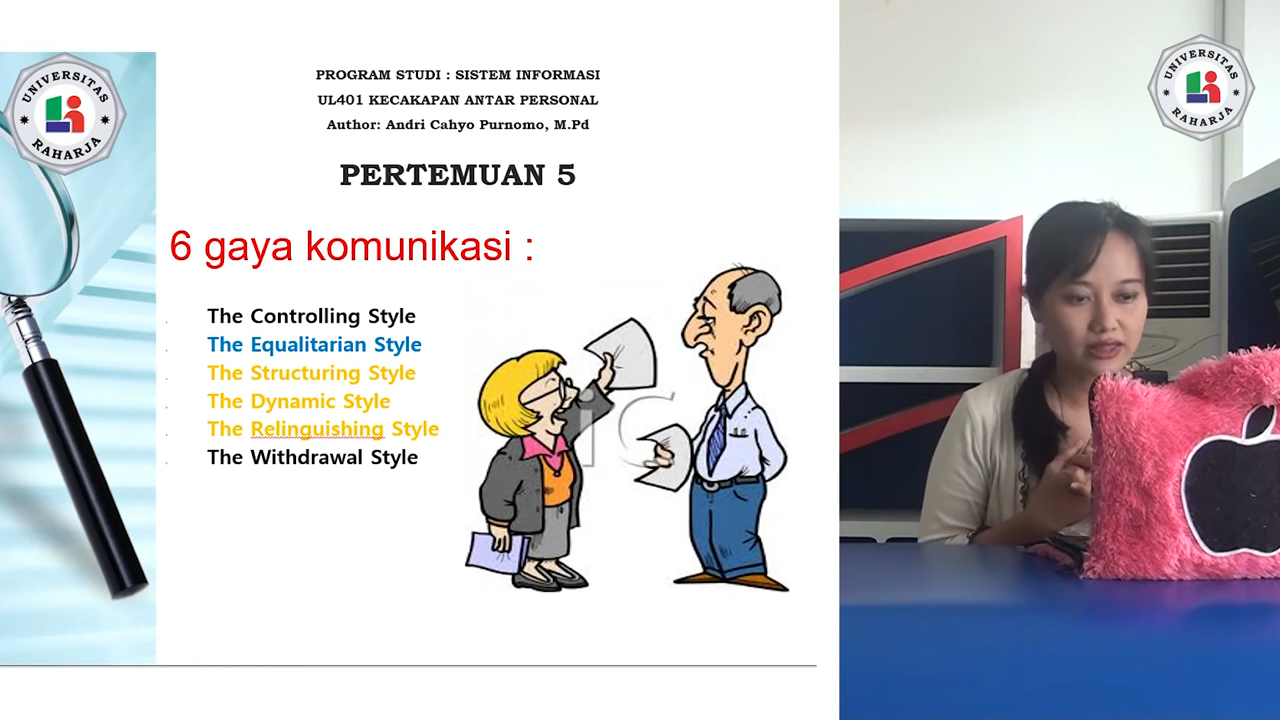 UNIVERSITAS
RAHARJA
PROGRAM STUDI : SISTEM INFORMASI
UL401 KECAKAPAN ANTAR PERSONAL
Author: Andri Cahyo Purnomo, M.Pd
PERTEMUAN 5
6 gaya komunikasi :
The Controlling Style
The Equalitarian Style
The Structuring Style
The Dynamic Style
The Relinguishing Style
The Withdrawal Style
iC
UNIVERSITAS
RAHARJA